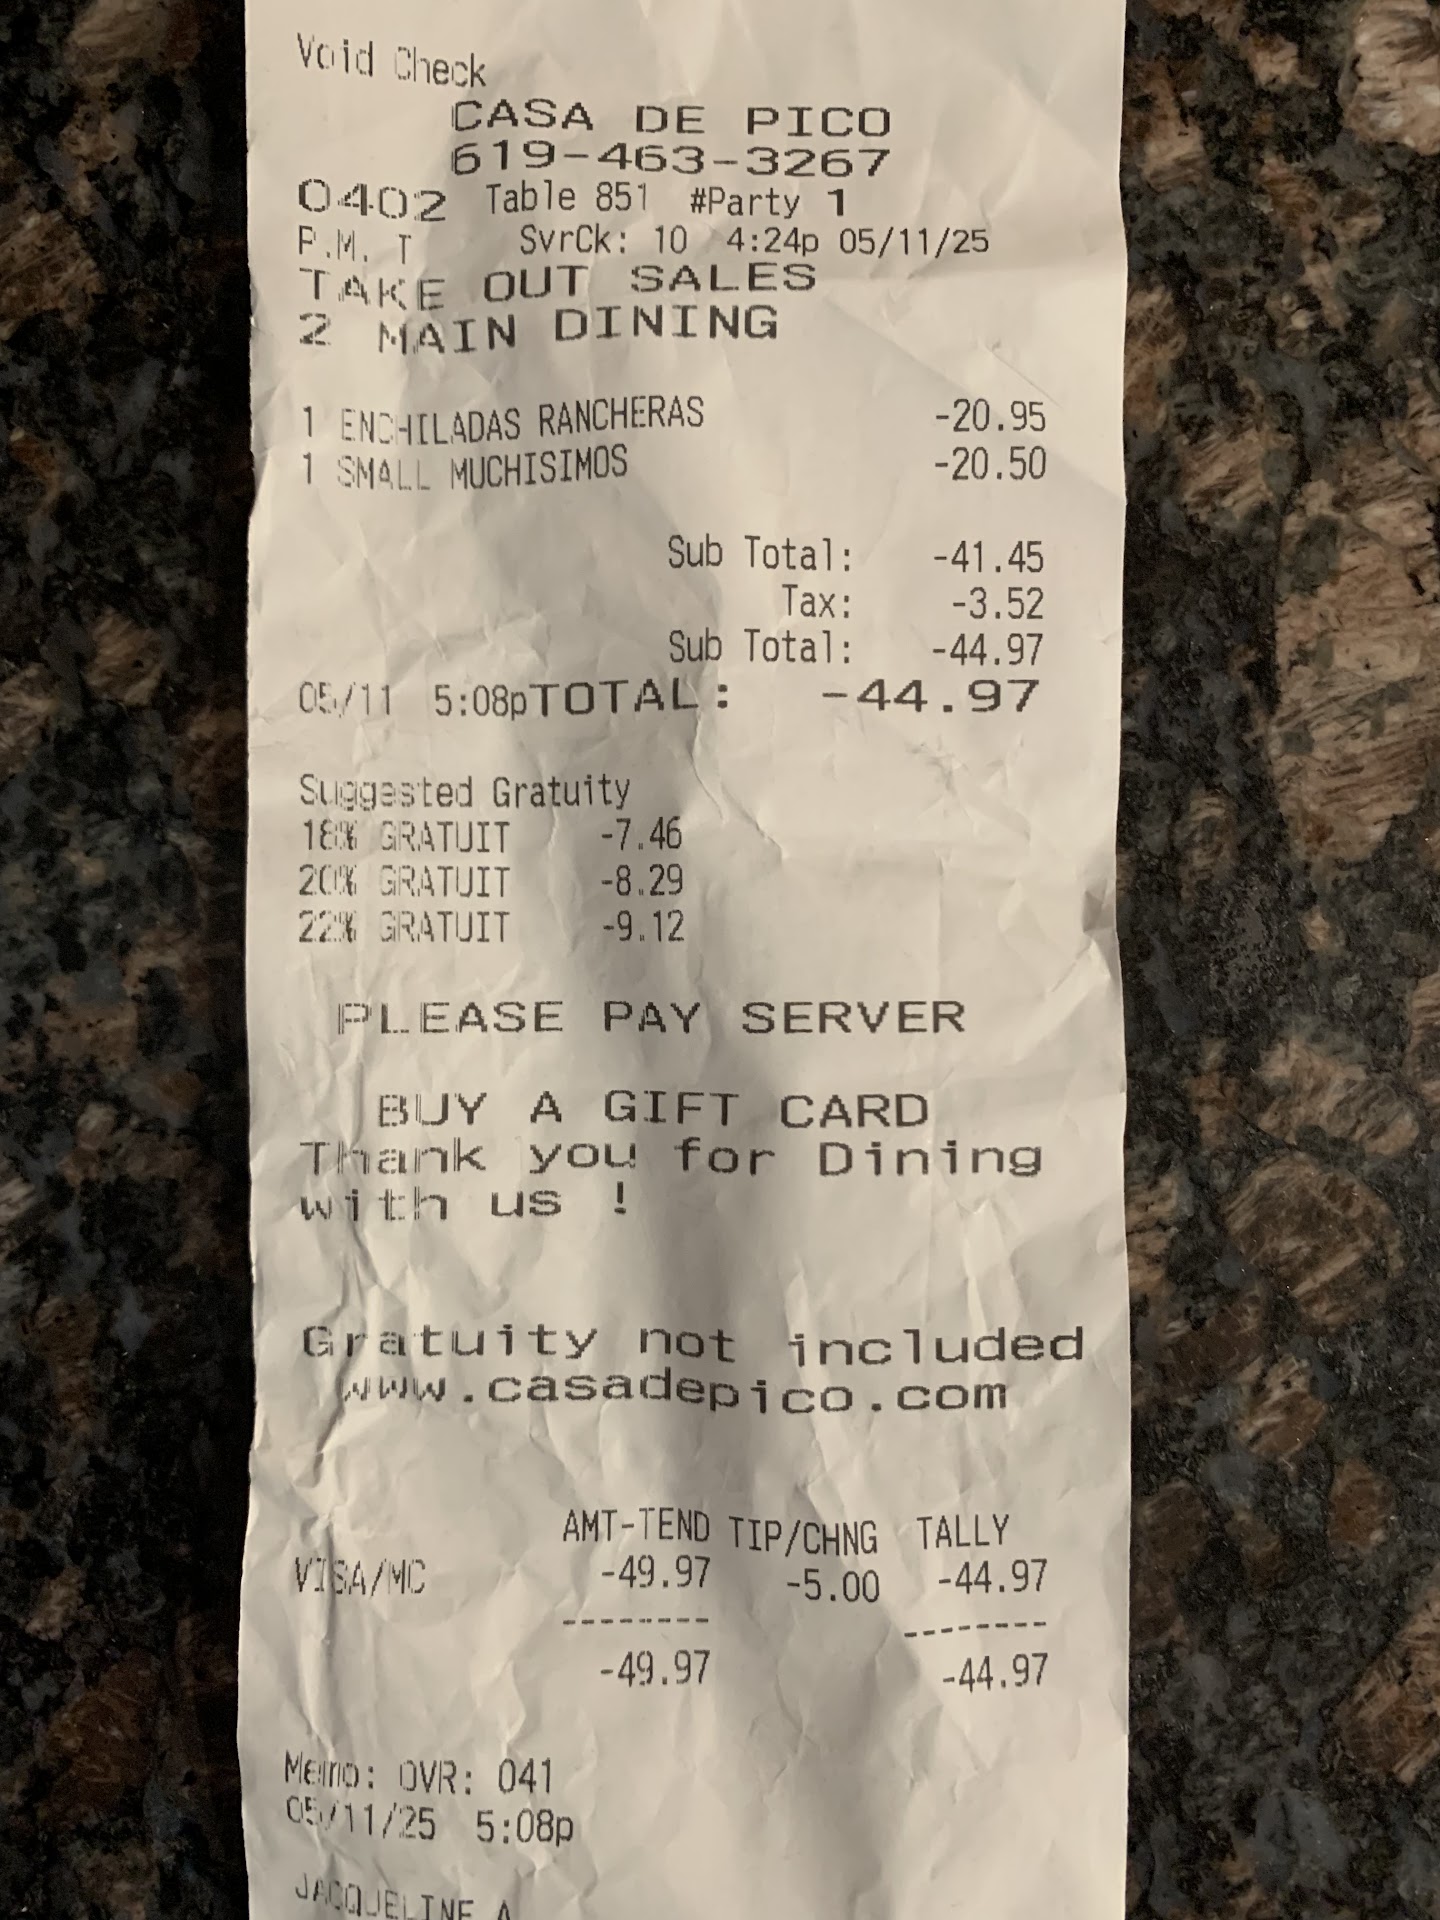 Void Check
CASA DE PICO
619-463-3267
0402 Table 851 #Party 1
P.M. T SvrCk: 10 4:24p 05/11/25
TAKE OUT SALES
2 MAIN DINING
1 ENCHILADAS RANCHERAS -20.95
1 SMALL MUCHISIMOS -20.50
Sub Total: -41.45
Tax: -3.52
Sub Total: -44.97
05/11 5:08pTOTAL: -44.97
Suggested Gratuity
18% GRATUIT -7.46
20% GRATUIT -8.29
22% GRATUIT -9.12
PLEASE PAY SERVER
BUY A GIFT CARD
Thank you for Dining
with us !
Gratuity not included
www.casadepico.com
AMT-TEND TIP/CHNG TALLY
VISA/MC -49.97 -5.00 -44.97
-------- --------
-49.97 -44.97
Memo: OVR: 041
05/11/25 5:08p
JACQUELINE A